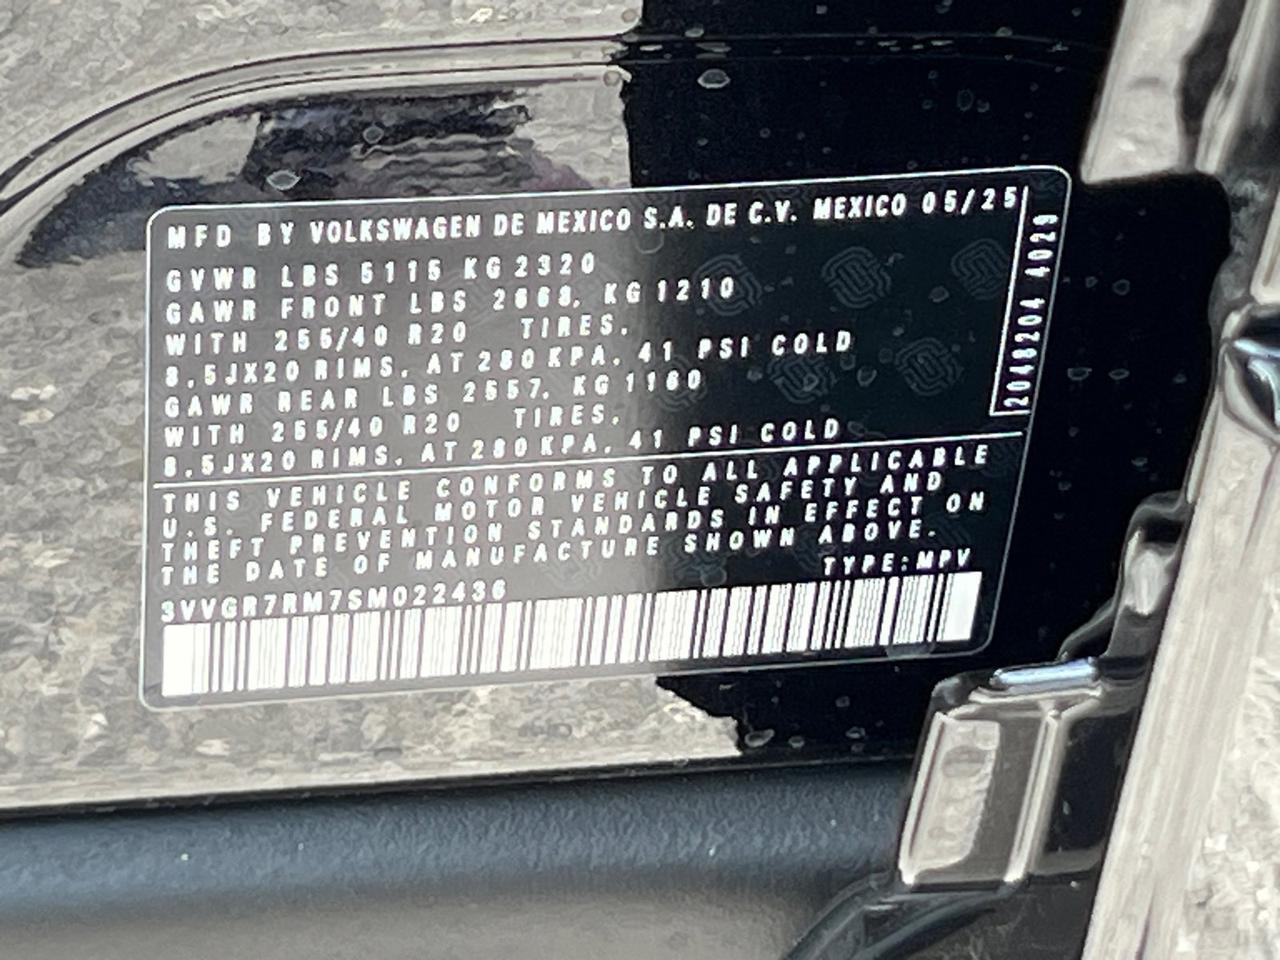 MFD BY VOLKSWAGEN DE MEXICO S.A. DE C.V. MEXICO 05/25
GVWR LBS 5115 KG 2320
GAWR FRONT LBS 2668, KG 1210
WITH 255/40 R20 TIRES,
8,5JX20 RIMS, AT 280 KPA, 41 PSI COLD
GAWR REAR LBS 2557, KG 1160
WITH 255/40 R20 TIRES,
8,5JX20 RIMS, AT 280 KPA, 41 PSI COLD
2048204 4029
THIS VEHICLE CONFORMS TO ALL APPLICABLE
U.S. FEDERAL MOTOR VEHICLE SAFETY AND
THEFT PREVENTION STANDARDS IN EFFECT ON
THE DATE OF MANUFACTURE SHOWN ABOVE.
TYPE:MPV
3VVGR7RM7SM022436